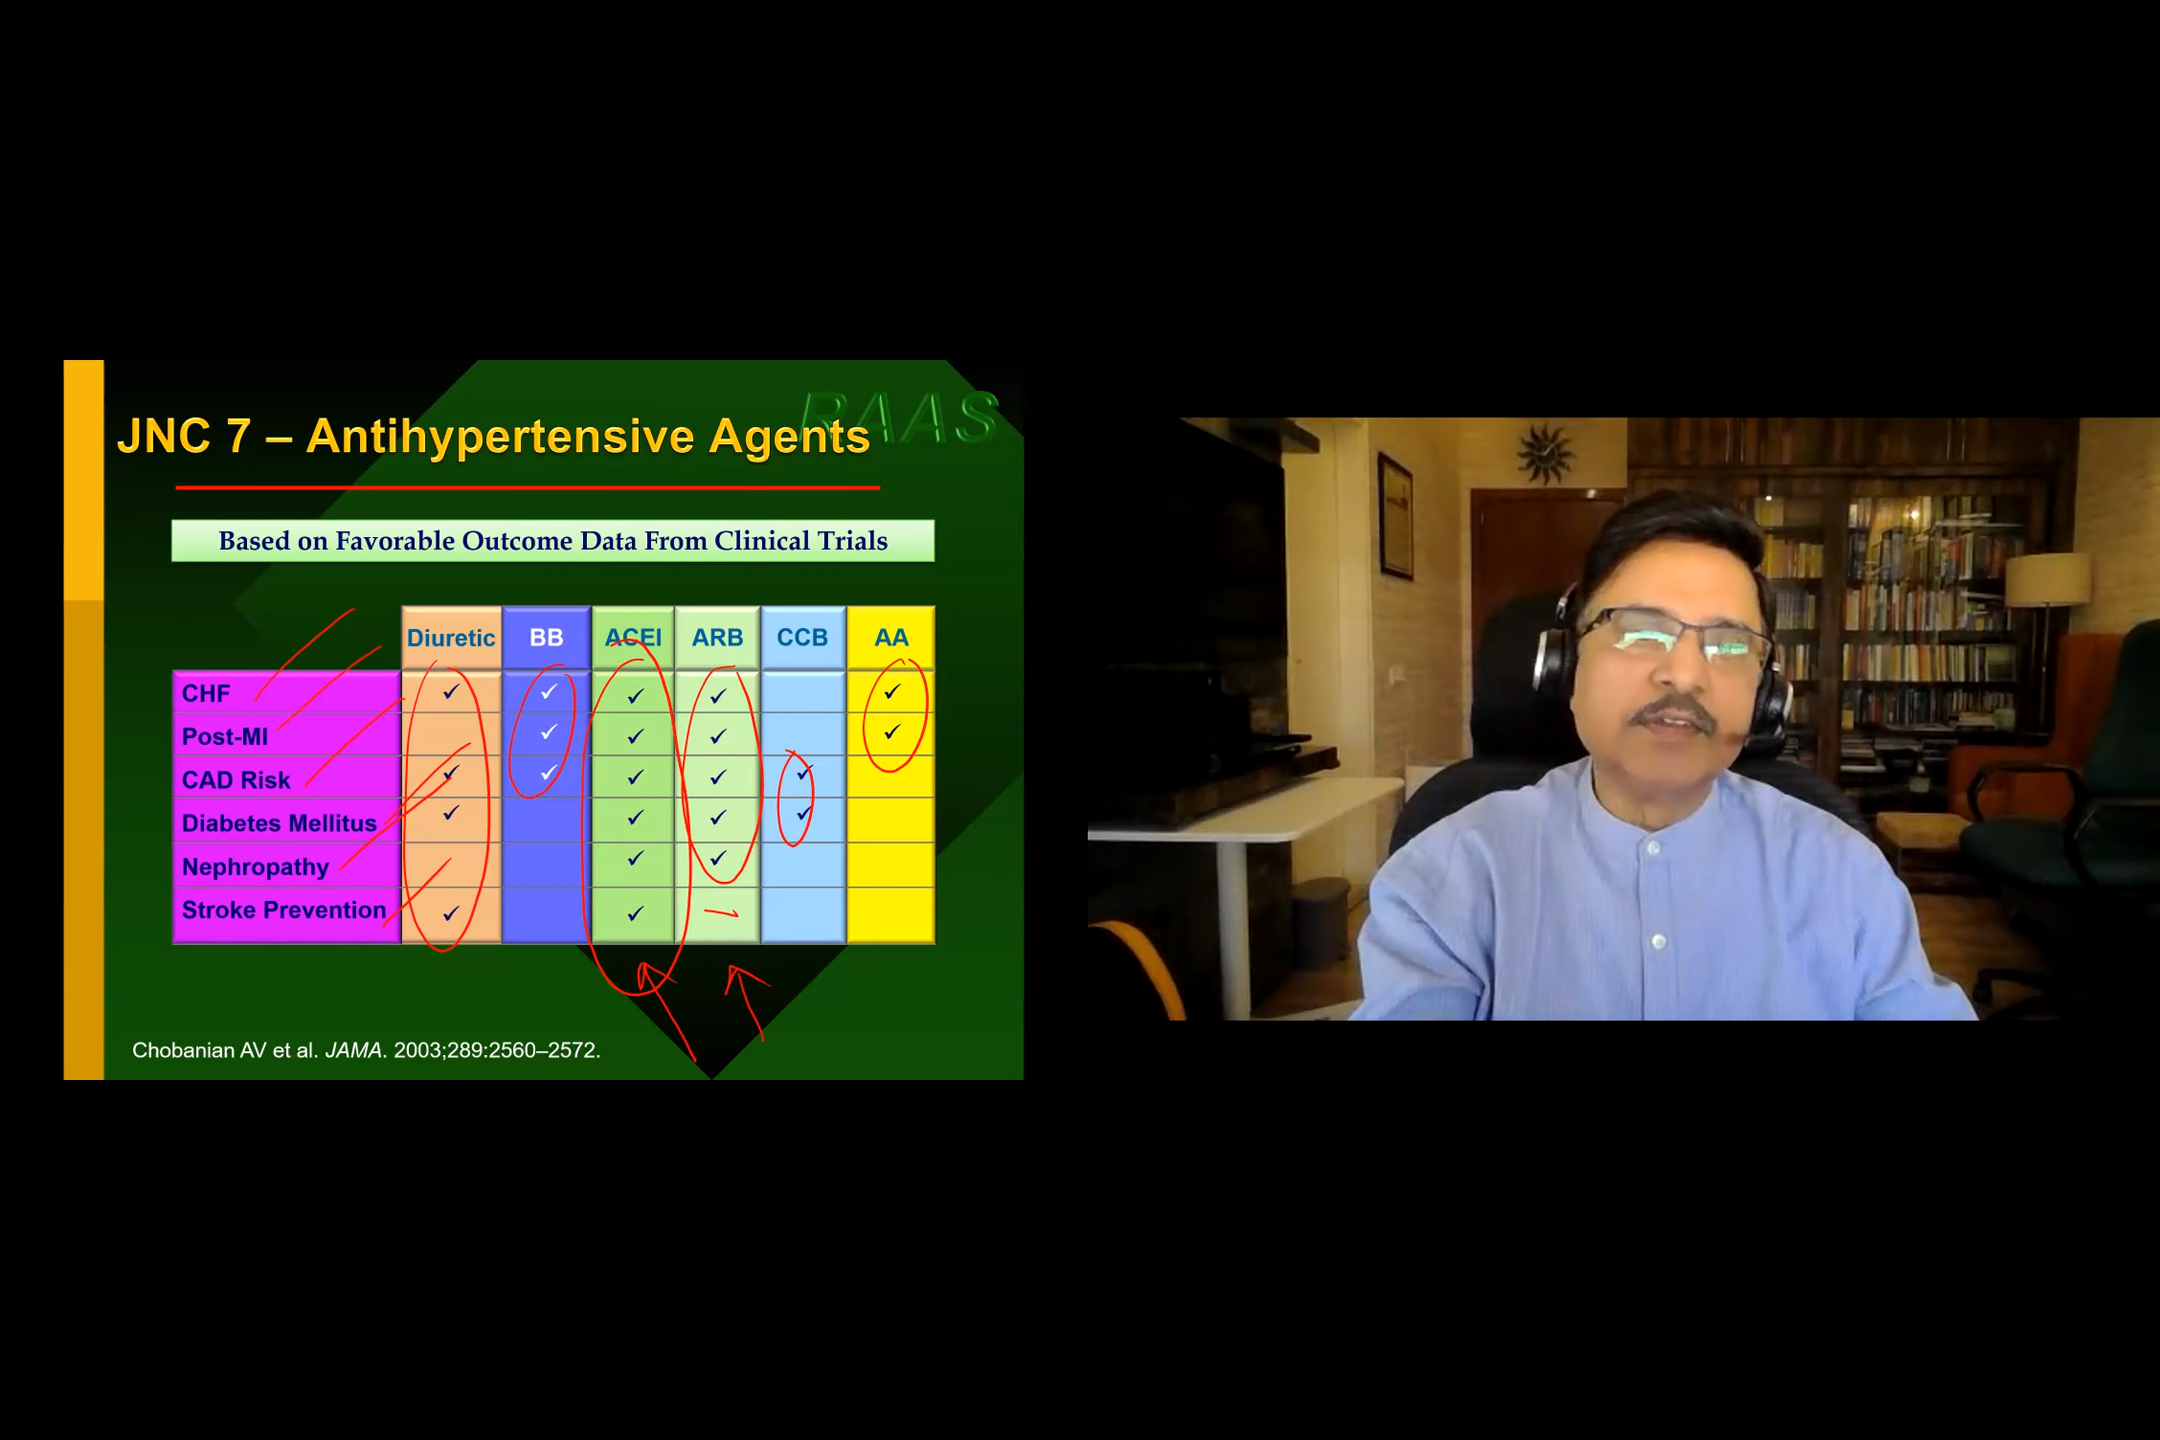 RAAS
JNC 7 – Antihypertensive Agents
Based on Favorable Outcome Data From Clinical Trials
Diuretic BB ACEI ARB CCB AA
CHF ✓ ✓ ✓ ✓ ✓
Post-MI ✓ ✓ ✓ ✓
CAD Risk ✓ ✓ ✓ ✓ ✓
Diabetes Mellitus ✓ ✓ ✓ ✓
Nephropathy ✓ ✓
Stroke Prevention ✓ ✓
Chobanian AV et al. JAMA. 2003;289:2560–2572.